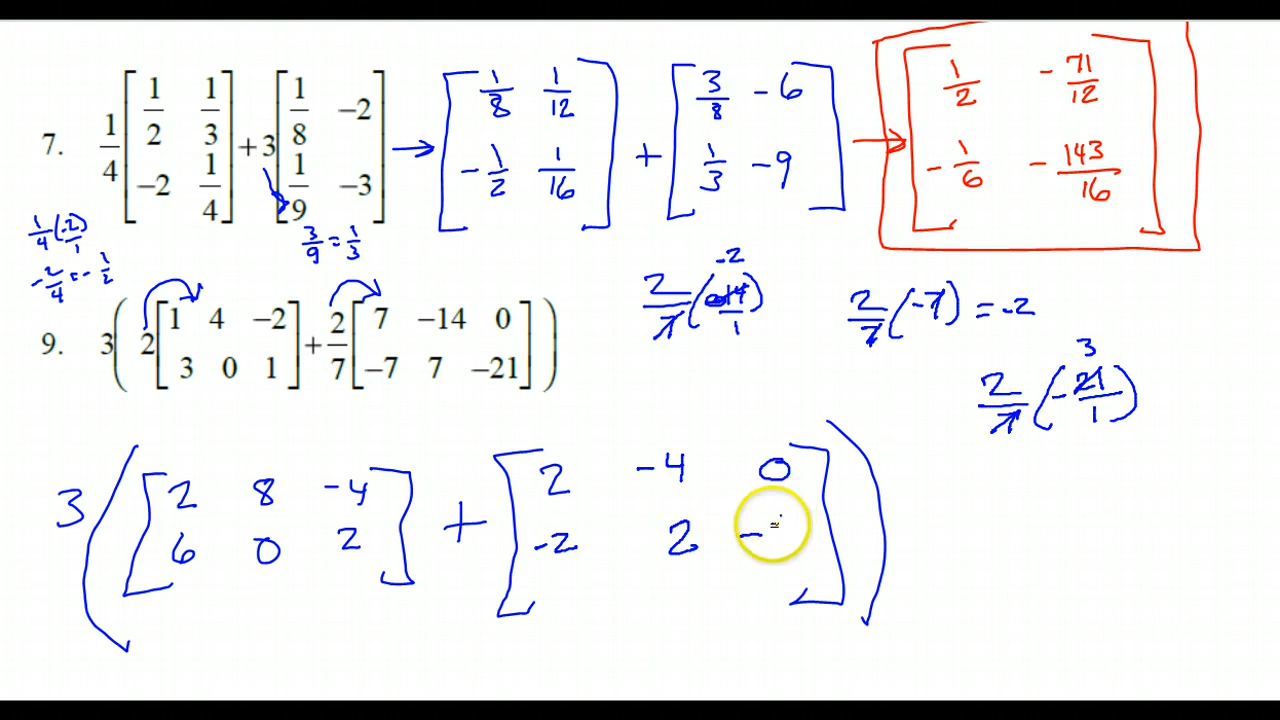 7. 1/4 [1/2 1/3; -2 1/4] + 3 [1/8 -2; 1/9 -3] → [1/8 1/12; -1/2 1/16] + [3/8 -6; 1/3 -9] → [1/2 -71/12; -1/6 -143/16]
1/4(-2/1)
-2/4 = -1/2
3/9 = 1/3
2/7(-14/1) -2
2/7(-7) = -2
2/7(-21/1) 3
9. 3(2[1 4 -2; 3 0 1] + 2/7[7 -14 0; -7 7 -21])
3([2 8 -4; 6 0 2] + [2 -4 0; -2 2 -])